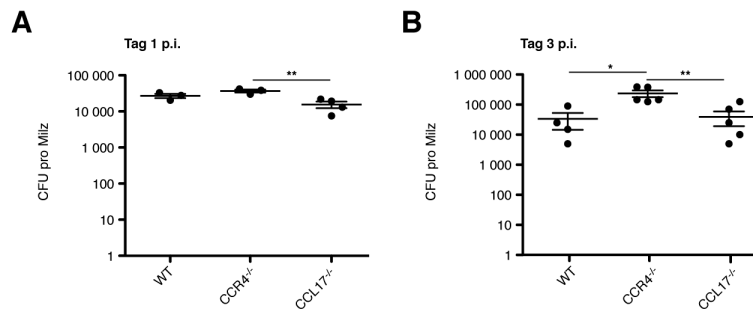 A
Tag 1 p.i.
CFU pro Milz
100 000
10 000
1 000
100
10
1
**
WT
CCR4-/-
CCL17-/-
B
Tag 3 p.i.
CFU pro Milz
1 000 000
100 000
10 000
1 000
100
10
1
*
**
WT
CCR4-/-
CCL17-/-